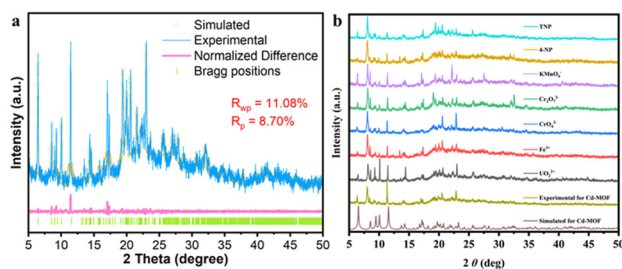 a
Simulated
Experimental
Normalized Difference
Bragg positions
Rwp = 11.08%
Rp = 8.70%
Intensity (a.u.)
5 10 15 20 25 30 35 40 45 50
2 Theta (degree)
b
TNP
4-NP
KMnO4-
Cr2O72-
CrO42-
Fe3+
UO22+
Experimental for Cd-MOF
Simulated for Cd-MOF
Intensity (a.u.)
5 10 15 20 25 30 35 40 45 50
2 θ (deg)